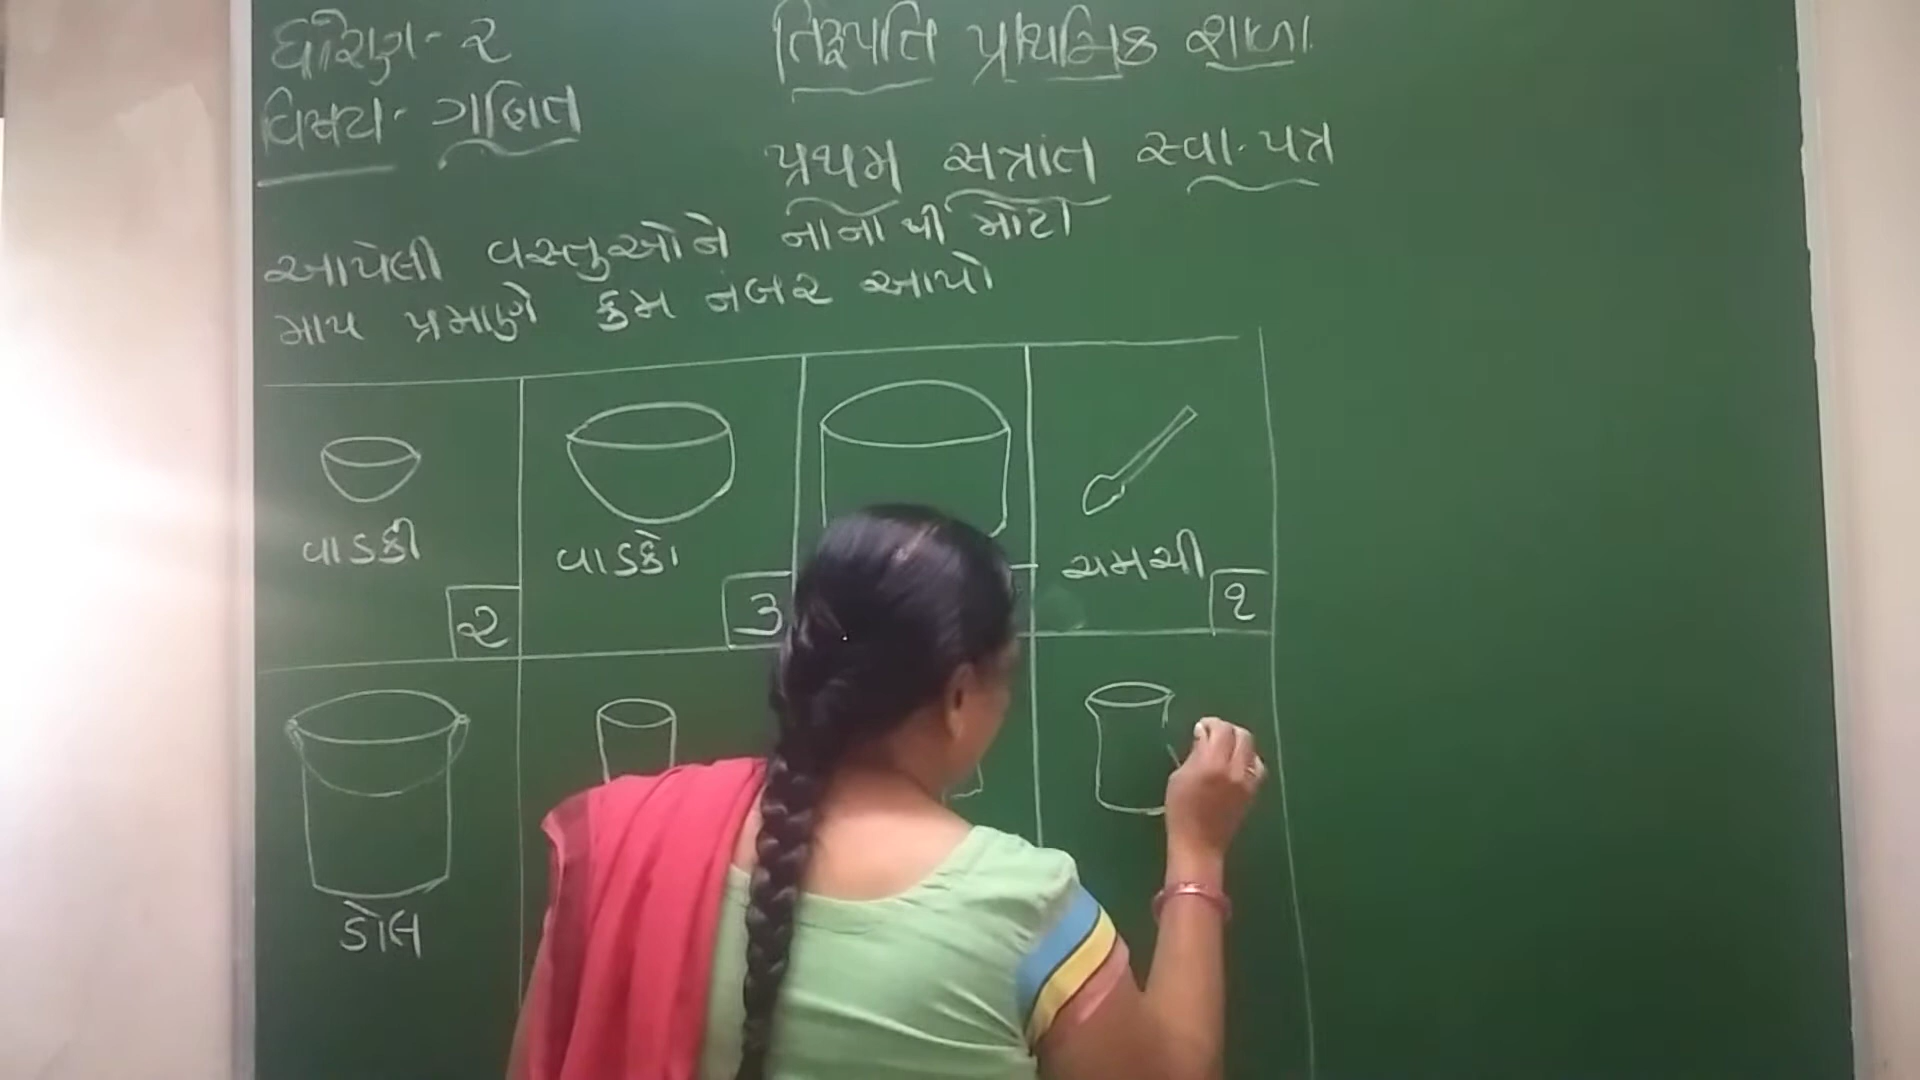 ધોરણ - ૨
તિરૂપતિ પ્રાથમિક શાળા
વિષય - ગણિત
પ્રથમ સત્રાંત સ્વા. પત્ર
આપેલી વસ્તુઓને નાનાથી મોટા
માપ પ્રમાણે ક્રમ નંબર આપો
વાડકી
વાડકો
ચમચી
૨
૩
૧
ડોલ